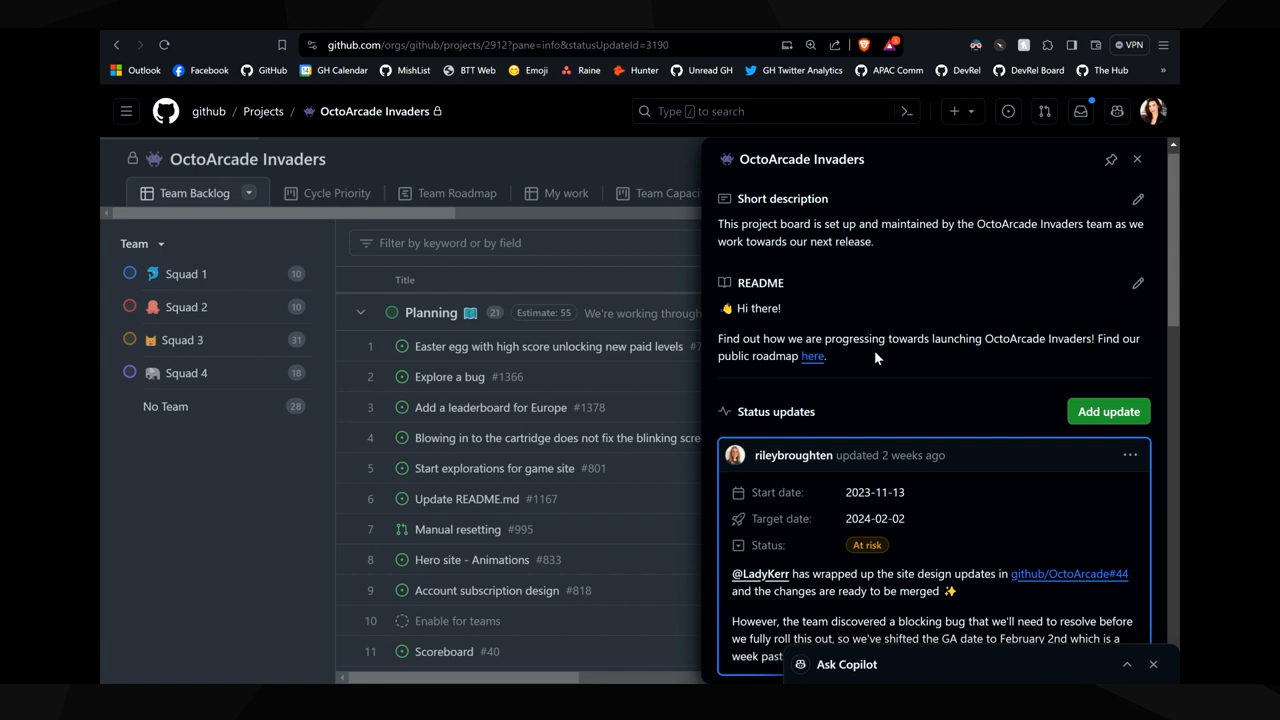 github.com/orgs/github/projects/2912?pane=info&statusUpdateId=3190
VPN
Outlook Facebook GitHub GH Calendar MishList BTT Web Emoji Raine Hunter Unread GH GH Twitter Analytics APAC Comm DevRel DevRel Board The Hub »
github / Projects / OctoArcade Invaders
Type / to search
OctoArcade Invaders
Team Backlog Cycle Priority Team Roadmap My work Team Capaci
Team
Squad 1 10
Squad 2 10
Squad 3 31
Squad 4 18
No Team 28
Filter by keyword or by field
Title
Planning 21 Estimate: 55 We're working through
1 Easter egg with high score unlocking new paid levels #7
2 Explore a bug #1366
3 Add a leaderboard for Europe #1378
4 Blowing in to the cartridge does not fix the blinking scre
5 Start explorations for game site #801
6 Update README.md #1167
7 Manual resetting #995
8 Hero site - Animations #833
9 Account subscription design #818
10 Enable for teams
11 Scoreboard #40
OctoArcade Invaders
Short description
This project board is set up and maintained by the OctoArcade Invaders team as we
work towards our next release.
README
👋 Hi there!
Find out how we are progressing towards launching OctoArcade Invaders! Find our
public roadmap here.
Status updates
Add update
rileybroughten updated 2 weeks ago
Start date: 2023-11-13
Target date: 2024-02-02
Status: At risk
@LadyKerr has wrapped up the site design updates in github/OctoArcade#44
and the changes are ready to be merged ✨
However, the team discovered a blocking bug that we'll need to resolve before
we fully roll this out, so we've shifted the GA date to February 2nd which is a
week past
Ask Copilot